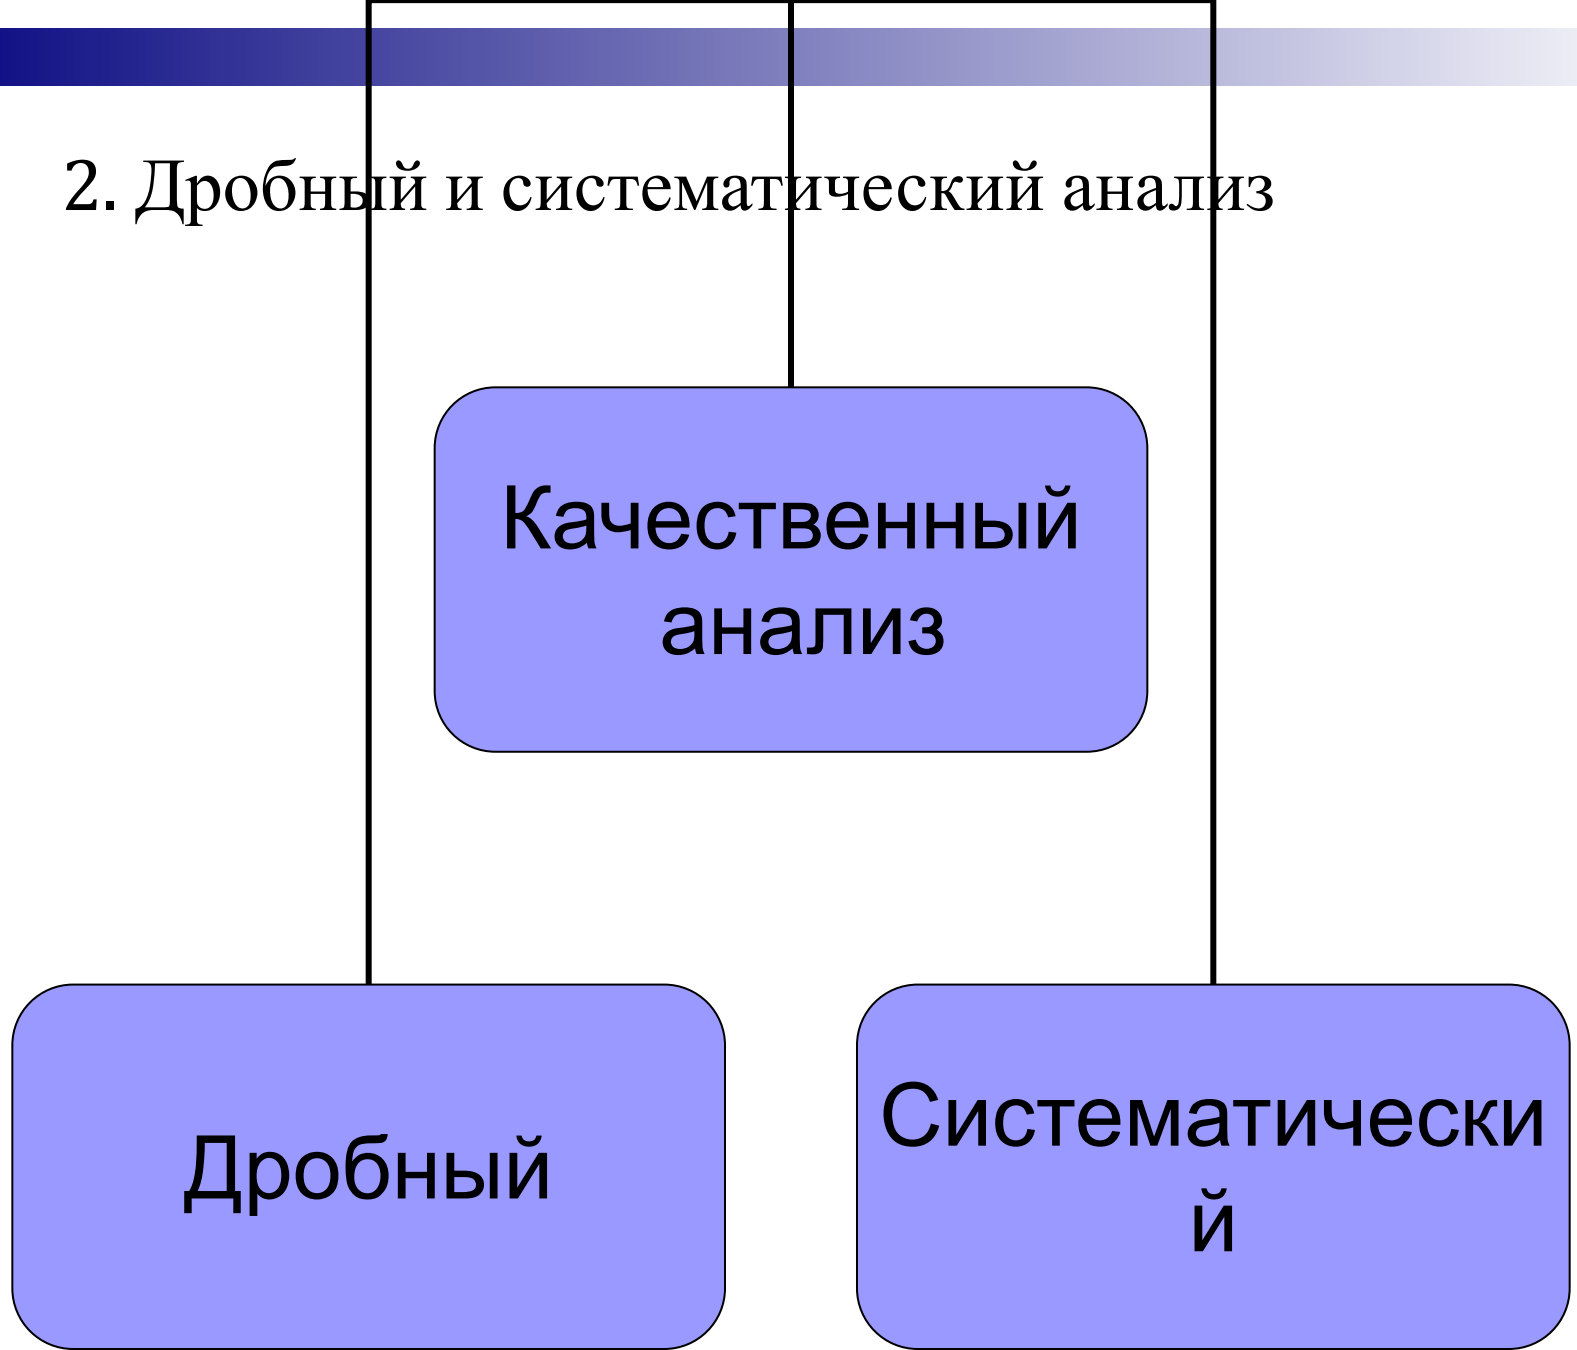 2. Дробный и систематический анализ
Качественный
анализ
Дробный
Систематически
й